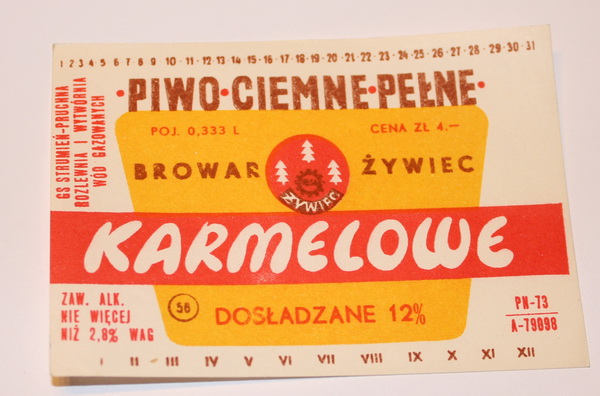 1 2 3 4 5 6 7 8 9 10 · 11 · 12 · 13 · 14 · 15 · 16 · 17 · 18 · 19 · 20 · 21 · 22 · 23 · 24 · 25 · 26 · 27 · 28 · 29 · 30 · 31
• PIWO • CIEMNE • PEŁNE •
GS STRUMIEŃ-PRUCHNA
ROZLEWNIA I WYTWÓRNIA
WÓD GAZOWANYCH
POJ. 0,333 L
CENA ZŁ 4.—
BROWAR
ŻYWIEC
ŻYWIEC
KARMELOWE
ZAW. ALK.
NIE WIĘCEJ
NIŻ 2,8% WAG
56
DOSŁADZANE 12%
PN-73
A-79098
I II III IV V VI VII VIII IX X XI XII